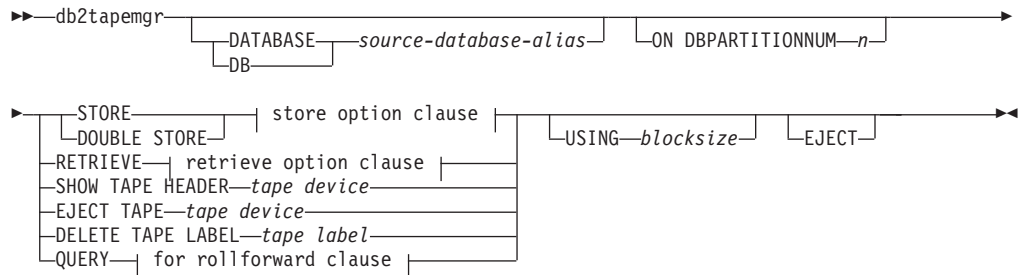 db2tapemgr
DATABASE source-database-alias ON DBPARTITIONNUM n
DB
STORE store option clause
DOUBLE STORE USING blocksize EJECT
RETRIEVE retrieve option clause
SHOW TAPE HEADER tape device
EJECT TAPE tape device
DELETE TAPE LABEL tape label
QUERY for rollforward clause